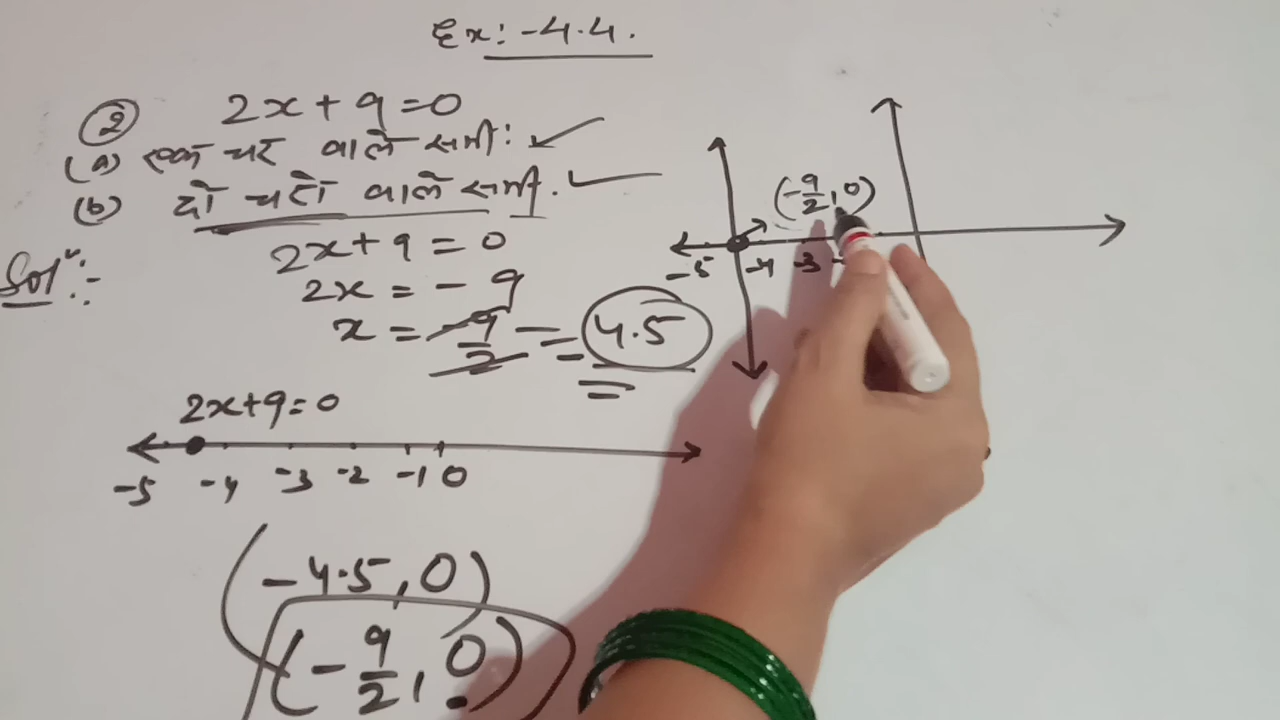 Ex:-4.4.
② 2x+9=0
(a) एक चर वाले समी: ✓
(b) दो चरों वाले समी. ✓
Sol":-
2x+9=0
2x = -9
x = -9/2 = = 4.5
2x+9=0
-5 -4 -3 -2 -1 0
(-4.5,0)
(-9/2,0)
(-9/2,0)
-5 -4 -3